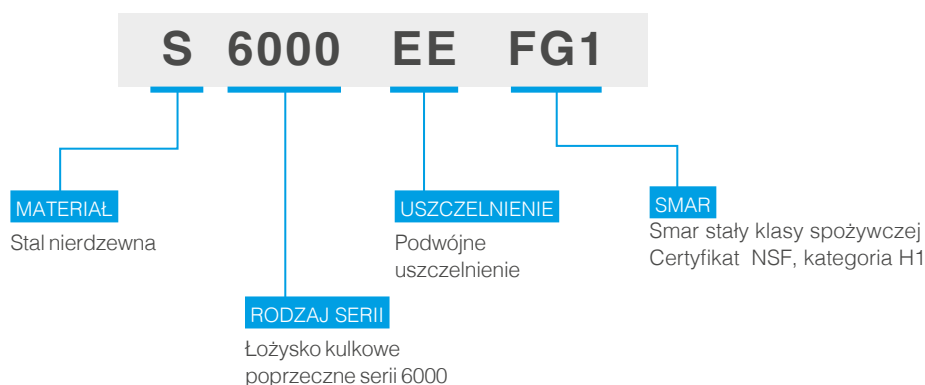 S 6000 EE FG1
MATERIAŁ
Stal nierdzewna
USZCZELNIENIE
Podwójne
uszczelnienie
SMAR
Smar stały klasy spożywczej
Certyfikat NSF, kategoria H1
RODZAJ SERII
Łożysko kulkowe
poprzeczne serii 6000